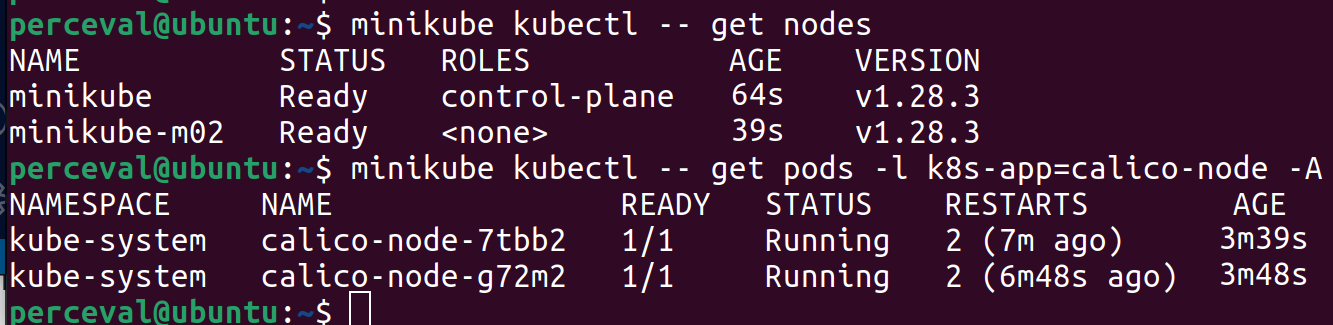 perceval@ubuntu:~$ minikube kubectl -- get nodes
NAME STATUS ROLES AGE VERSION
minikube Ready control-plane 64s v1.28.3
minikube-m02 Ready <none> 39s v1.28.3
perceval@ubuntu:~$ minikube kubectl -- get pods -l k8s-app=calico-node -A
NAMESPACE NAME READY STATUS RESTARTS AGE
kube-system calico-node-7tbb2 1/1 Running 2 (7m ago) 3m39s
kube-system calico-node-g72m2 1/1 Running 2 (6m48s ago) 3m48s
perceval@ubuntu:~$